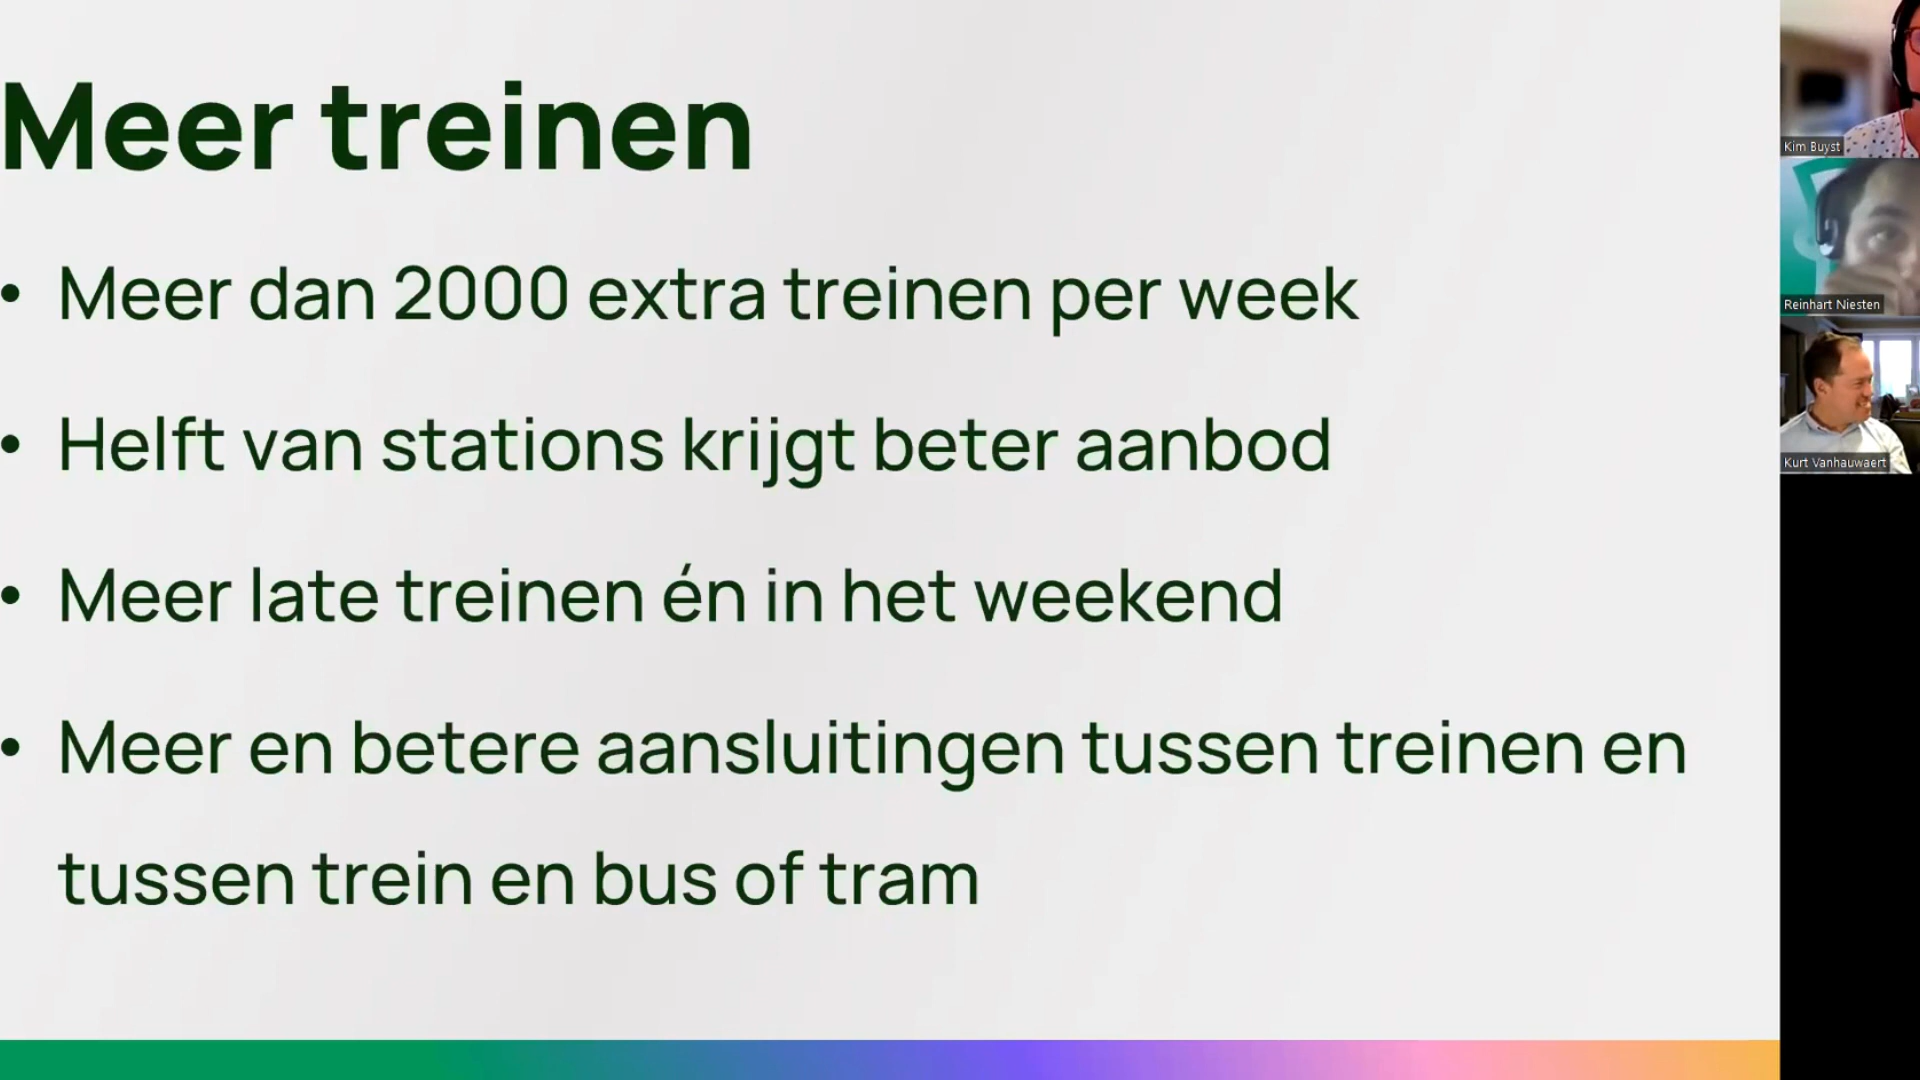 Meer treinen
• Meer dan 2000 extra treinen per week
• Helft van stations krijgt beter aanbod
• Meer late treinen én in het weekend
• Meer en betere aansluitingen tussen treinen en
tussen trein en bus of tram
Kim Buyst
Reinhart Niesten
Kurt Vanhauwaert